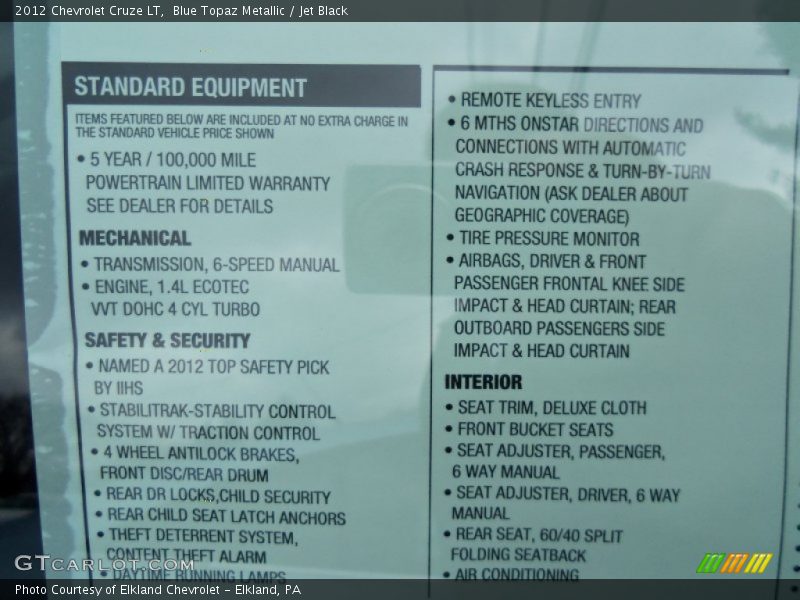 2012 Chevrolet Cruze LT, Blue Topaz Metallic / Jet Black
STANDARD EQUIPMENT
ITEMS FEATURED BELOW ARE INCLUDED AT NO EXTRA CHARGE IN
THE STANDARD VEHICLE PRICE SHOWN
• 5 YEAR / 100,000 MILE
POWERTRAIN LIMITED WARRANTY
SEE DEALER FOR DETAILS
MECHANICAL
• TRANSMISSION, 6-SPEED MANUAL
• ENGINE, 1.4L ECOTEC
VVT DOHC 4 CYL TURBO
SAFETY & SECURITY
• NAMED A 2012 TOP SAFETY PICK
BY IIHS
• STABILITRAK-STABILITY CONTROL
SYSTEM W/ TRACTION CONTROL
• 4 WHEEL ANTILOCK BRAKES,
FRONT DISC/REAR DRUM
• REAR DR LOCKS,CHILD SECURITY
• REAR CHILD SEAT LATCH ANCHORS
• THEFT DETERRENT SYSTEM,
CONTENT THEFT ALARM
• DAYTIME RUNNING LAMPS
• REMOTE KEYLESS ENTRY
• 6 MTHS ONSTAR DIRECTIONS AND
CONNECTIONS WITH AUTOMATIC
CRASH RESPONSE & TURN-BY-TURN
NAVIGATION (ASK DEALER ABOUT
GEOGRAPHIC COVERAGE)
• TIRE PRESSURE MONITOR
• AIRBAGS, DRIVER & FRONT
PASSENGER FRONTAL KNEE SIDE
IMPACT & HEAD CURTAIN; REAR
OUTBOARD PASSENGERS SIDE
IMPACT & HEAD CURTAIN
INTERIOR
• SEAT TRIM, DELUXE CLOTH
• FRONT BUCKET SEATS
• SEAT ADJUSTER, PASSENGER,
6 WAY MANUAL
• SEAT ADJUSTER, DRIVER, 6 WAY
MANUAL
• REAR SEAT, 60/40 SPLIT
FOLDING SEATBACK
• AIR CONDITIONING
GTcarlot.com
Photo Courtesy of Elkland Chevrolet – Elkland, PA